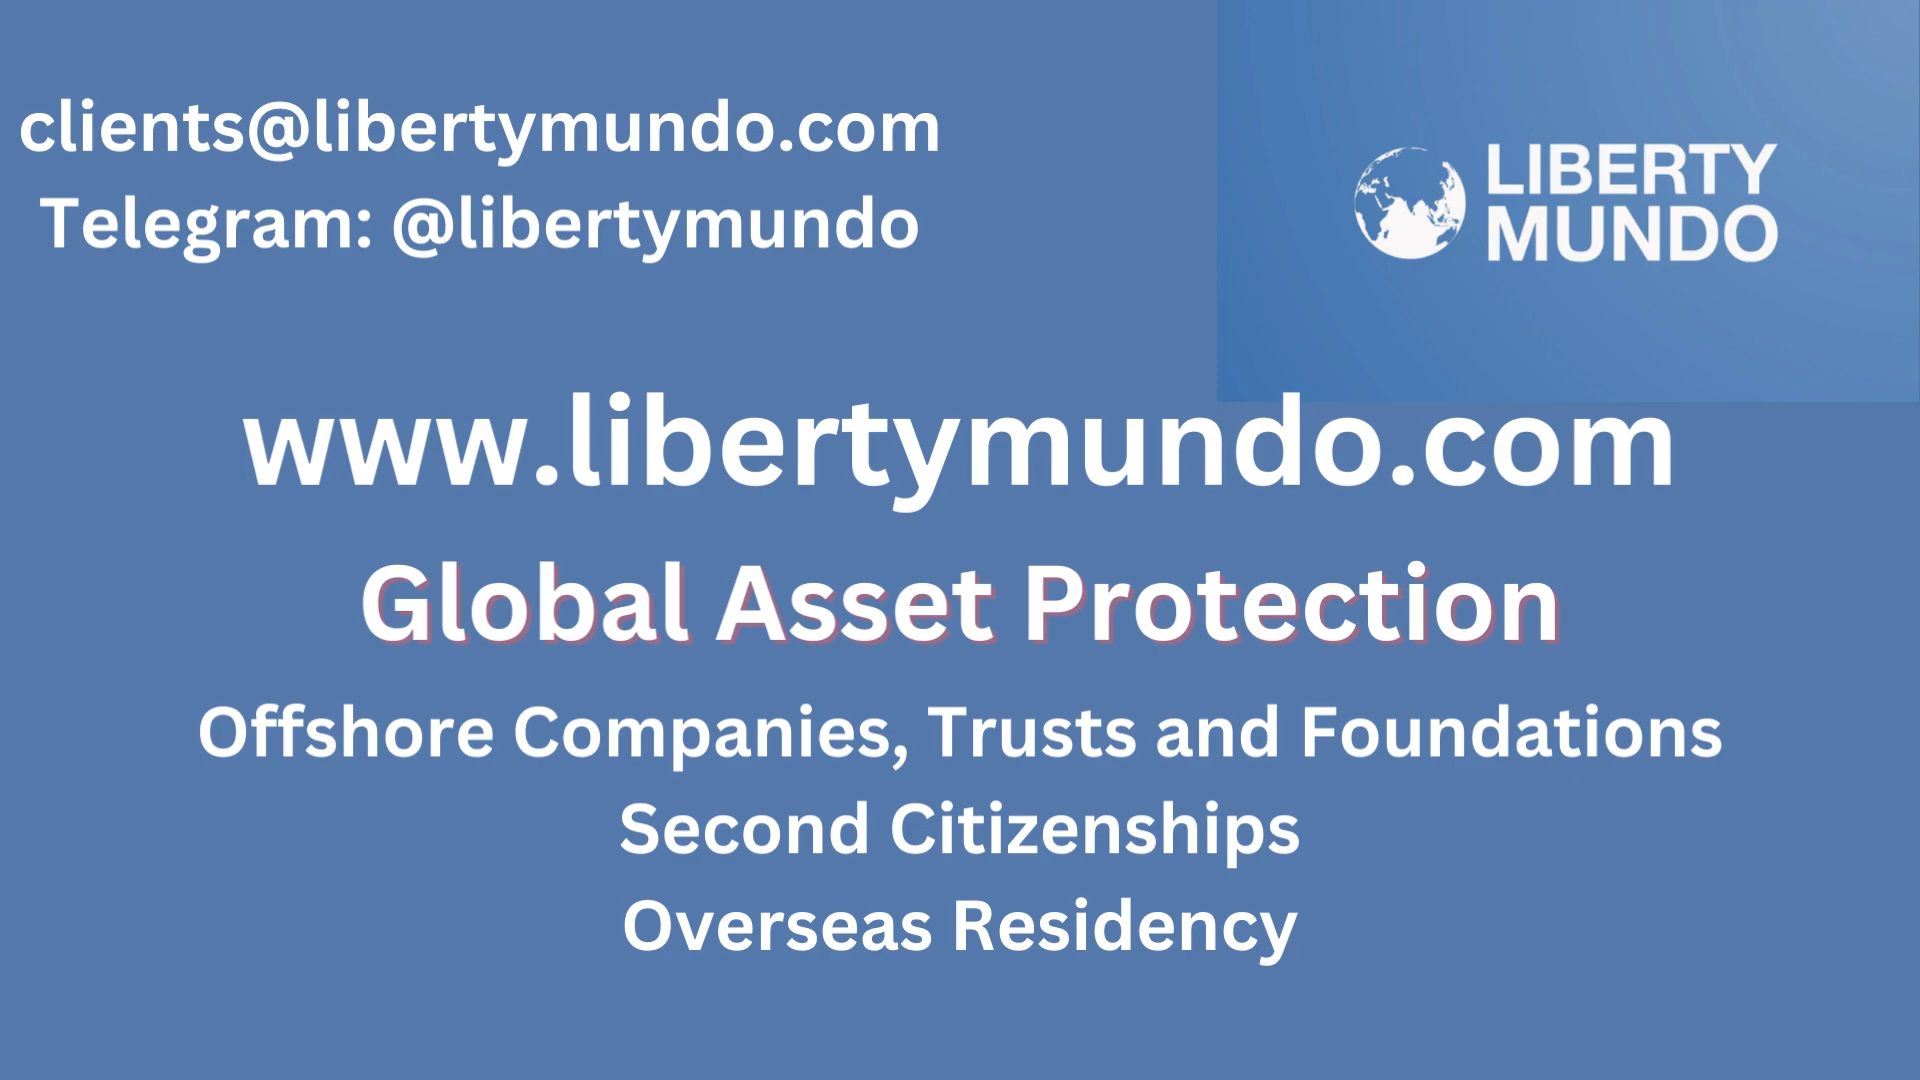 clients@libertymundo.com
Telegram: @libertymundo
LIBERTY
MUNDO
www.libertymundo.com
Global Asset Protection
Offshore Companies, Trusts and Foundations
Second Citizenships
Overseas Residency